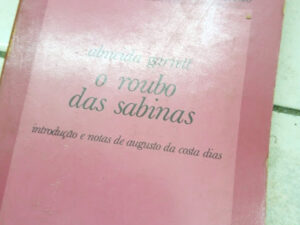 almeida garrett
o roubo
das sabinas
introdução e notas de augusto da costa dias